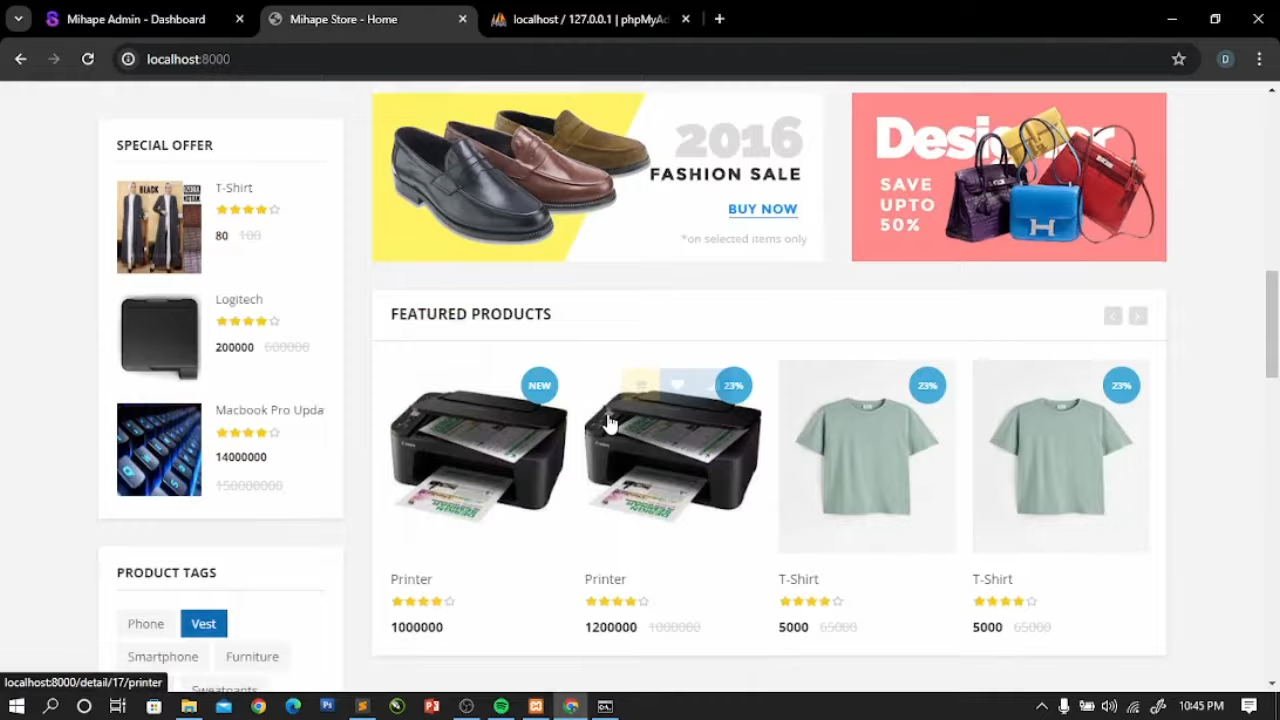 Mihape Admin - Dashboard
Mihape Store - Home
localhost / 127.0.0.1 | phpMyAd
localhost:8000
D
SPECIAL OFFER
BLACK
T-Shirt
80 100
Logitech
200000 600000
Macbook Pro Upda
14000000
150000000
PRODUCT TAGS
Phone
Vest
Smartphone
Furniture
Sweatpants
2016
FASHION SALE
BUY NOW
*on selected items only
Designer
SAVE
UPTO
50%
FEATURED PRODUCTS
NEW
23%
23%
23%
Printer
Printer
T-Shirt
T-Shirt
1000000
1200000 1000000
5000 65000
5000 65000
localhost:8000/detail/17/printer
10:45 PM